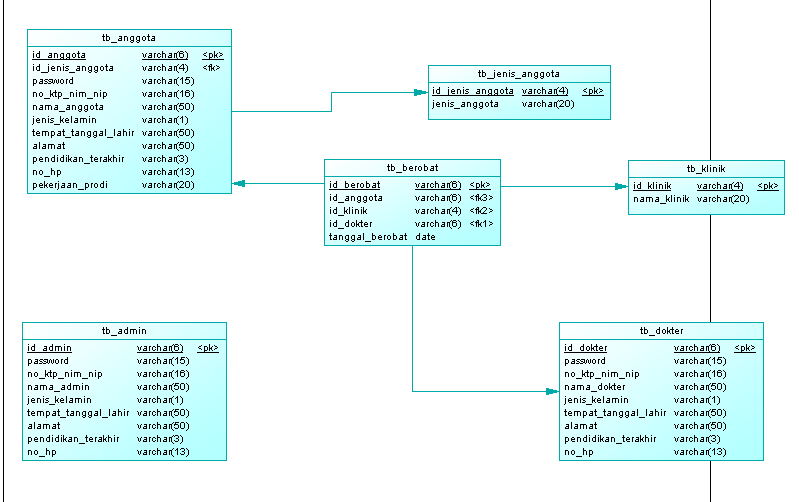 tb_anggota
id_anggota varchar(6) <pk>
id_jenis_anggota varchar(4) <fk>
password varchar(15)
no_ktp_nim_nip varchar(16)
nama_anggota varchar(50)
jenis_kelamin varchar(1)
tempat_tanggal_lahir varchar(50)
alamat varchar(50)
pendidikan_terakhir varchar(3)
no_hp varchar(13)
pekerjaan_prodi varchar(20)
tb_jenis_anggota
id_jenis_anggota varchar(4) <pk>
jenis_anggota varchar(20)
tb_berobat
id_berobat varchar(6) <pk>
id_anggota varchar(6) <fk3>
id_klinik varchar(4) <fk2>
id_dokter varchar(6) <fk1>
tanggal_berobat date
tb_klinik
id_klinik varchar(4) <pk>
nama_klinik varchar(20)
tb_admin
id_admin varchar(6) <pk>
password varchar(15)
no_ktp_nim_nip varchar(16)
nama_admin varchar(50)
jenis_kelamin varchar(1)
tempat_tanggal_lahir varchar(50)
alamat varchar(50)
pendidikan_terakhir varchar(3)
no_hp varchar(13)
tb_dokter
id_dokter varchar(6) <pk>
password varchar(15)
no_ktp_nim_nip varchar(16)
nama_dokter varchar(50)
jenis_kelamin varchar(1)
tempat_tanggal_lahir varchar(50)
alamat varchar(50)
pendidikan_terakhir varchar(3)
no_hp varchar(13)